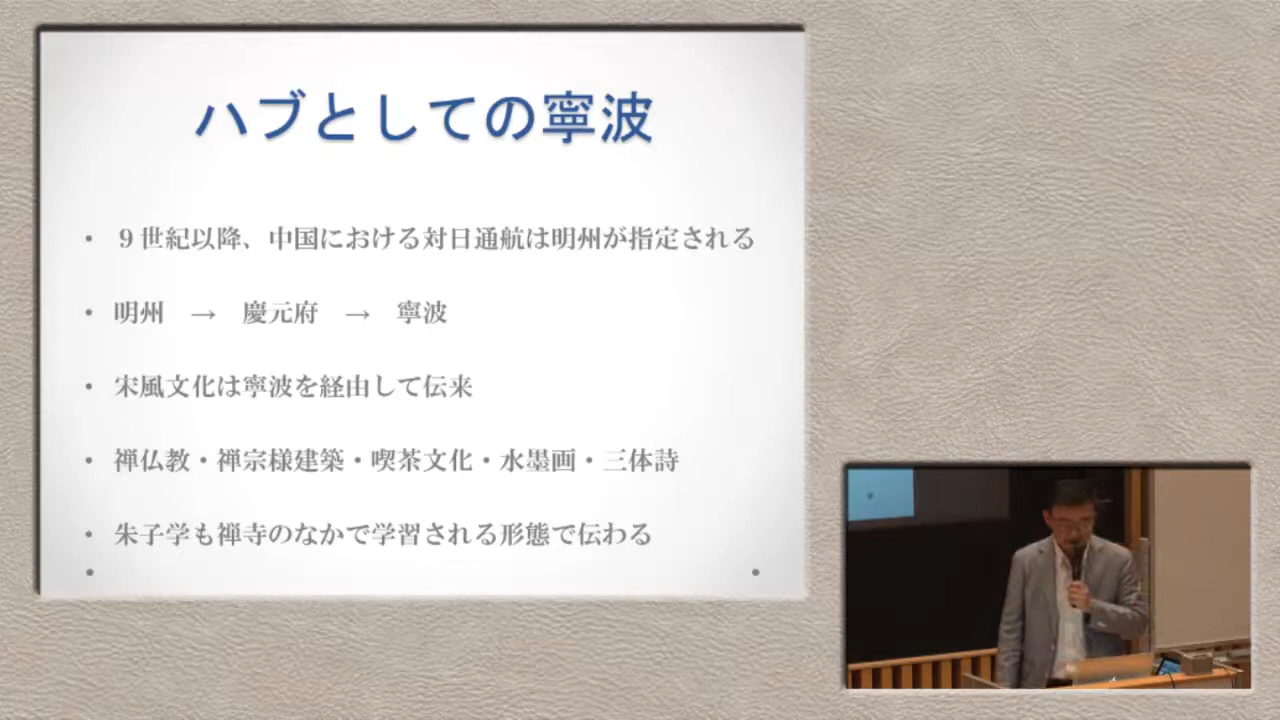 ハブとしての寧波
• ９世紀以降、中国における対日通航は明州が指定される
• 明州　→　慶元府　→　寧波
• 宋風文化は寧波を経由して伝来
• 禅仏教・禅宗様建築・喫茶文化・水墨画・三体詩
• 朱子学も禅寺のなかで学習される形態で伝わる